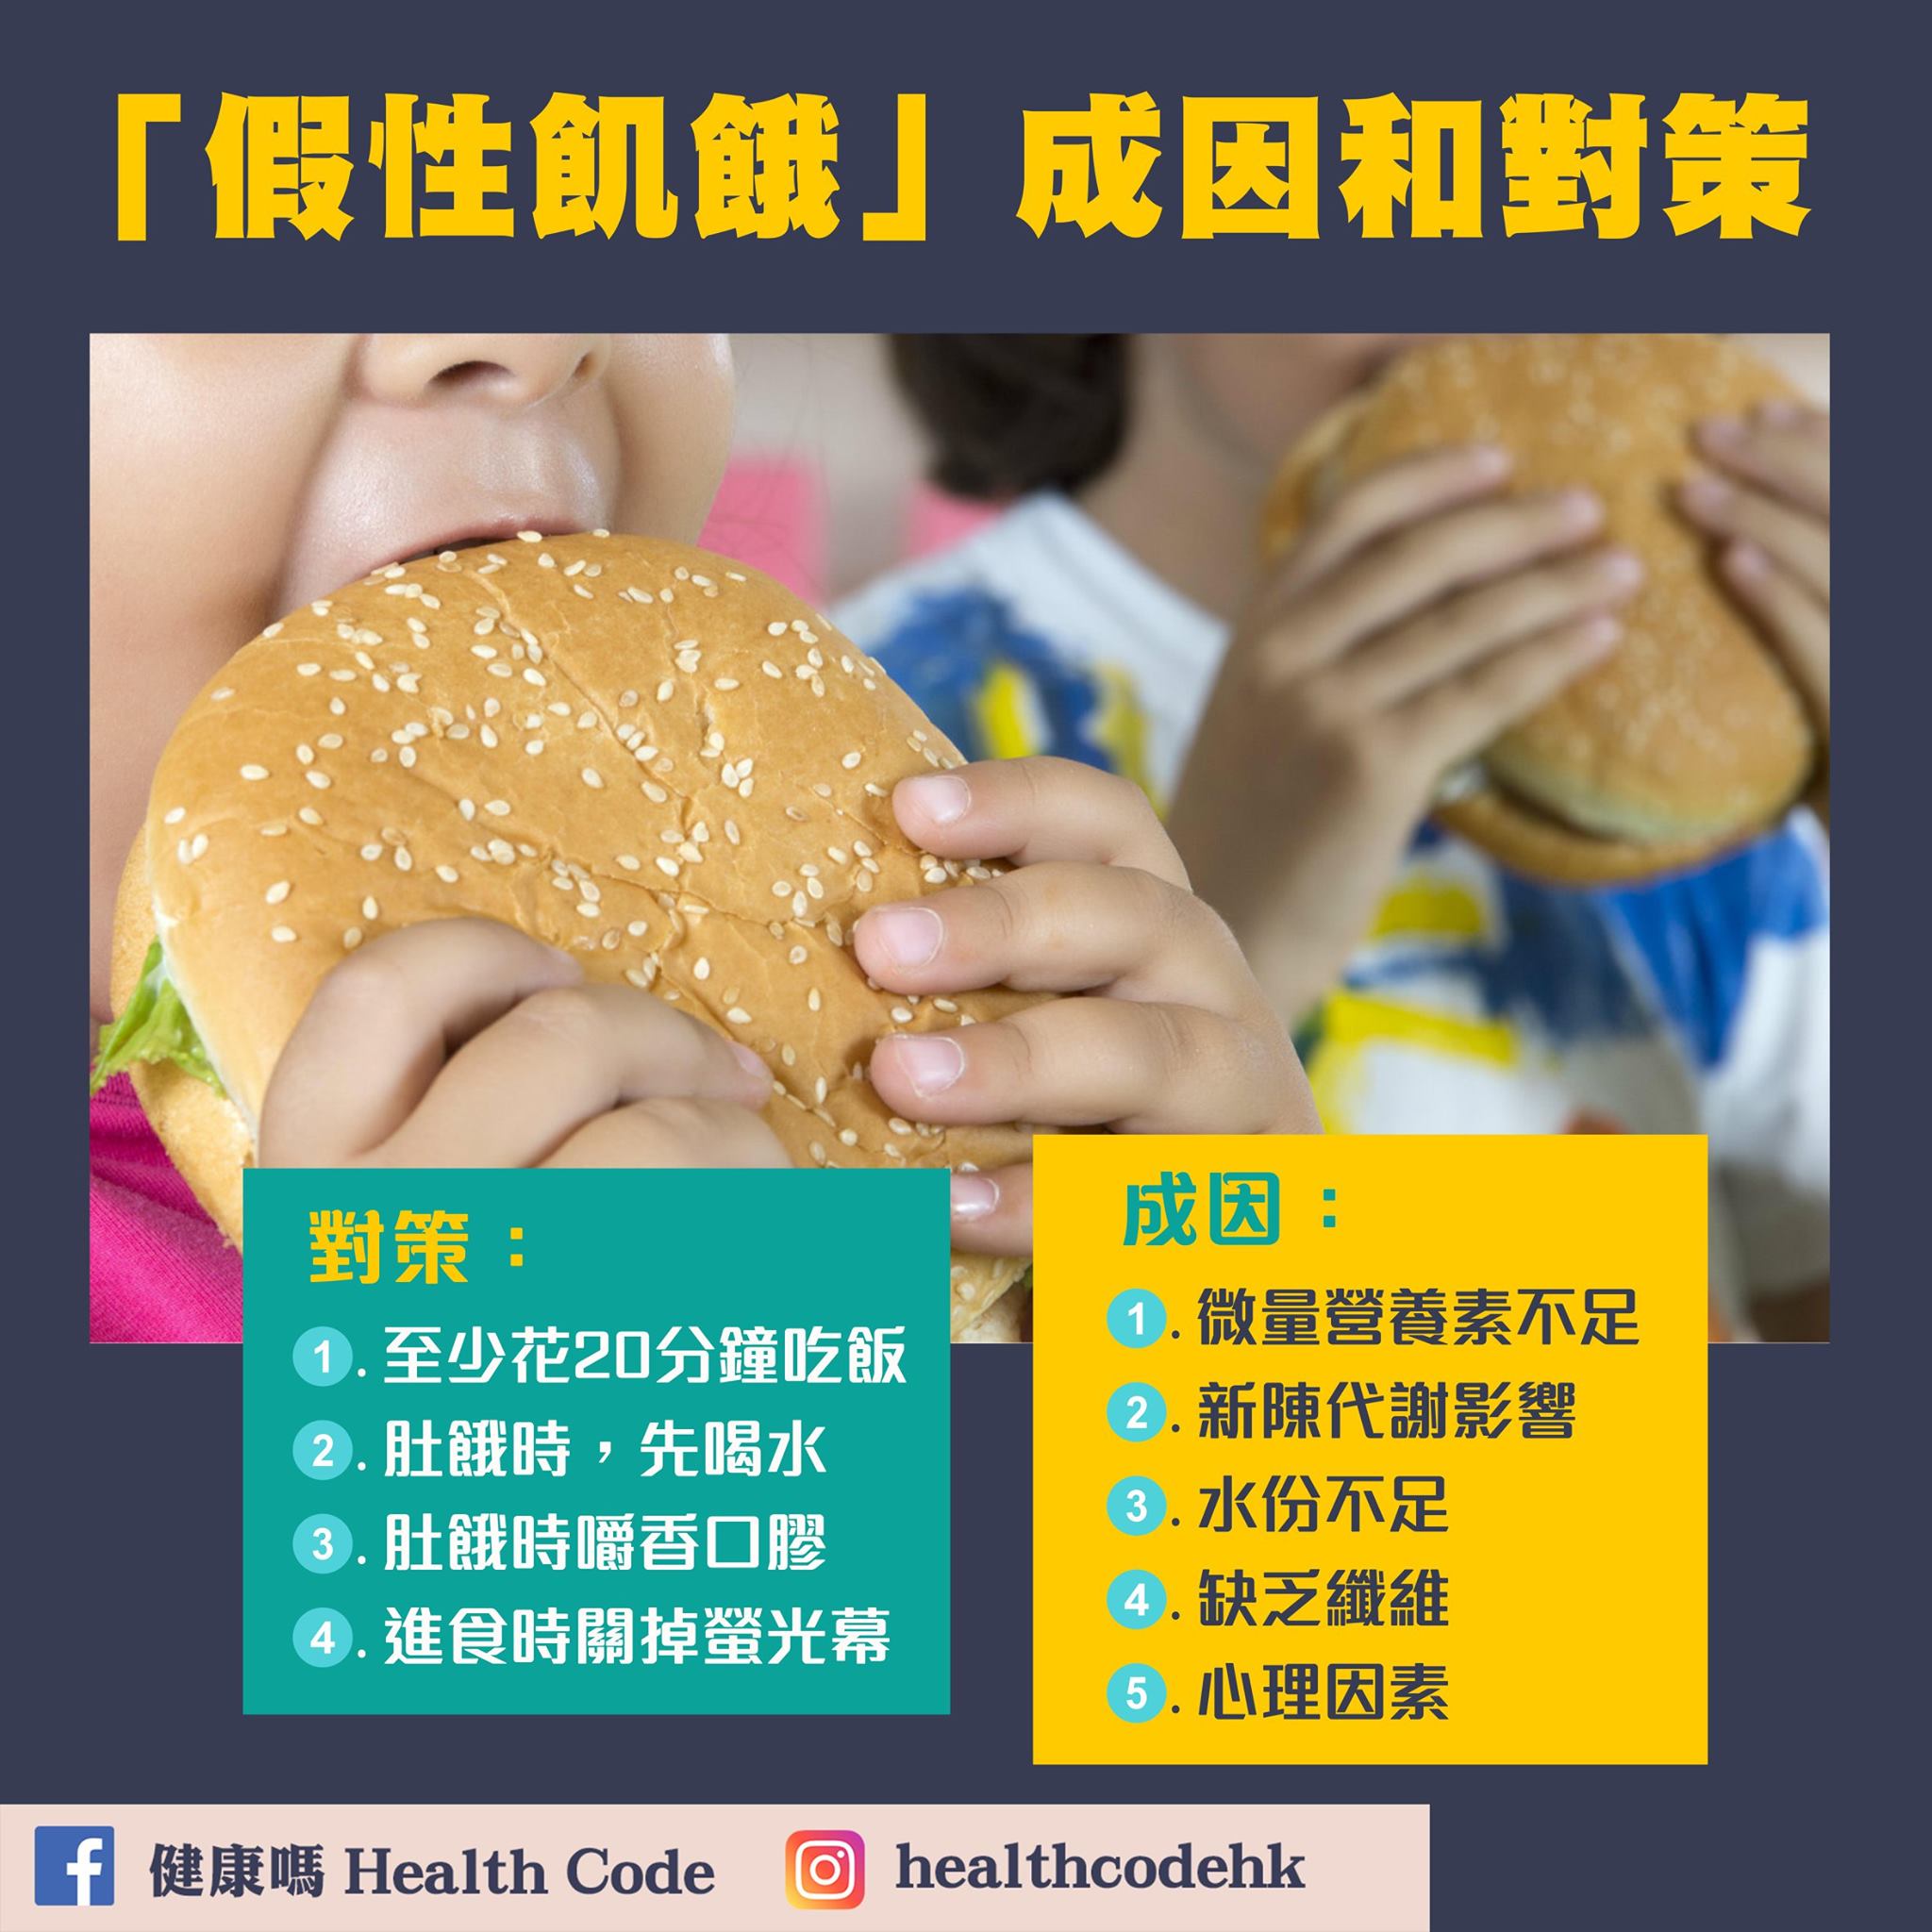 「假性飢餓」成因和對策
對策：
1. 至少花20分鐘吃飯
2. 肚餓時，先喝水
3. 肚餓時嚼香口膠
4. 進食時關掉螢光幕
成因：
1. 微量營養素不足
2. 新陳代謝影響
3. 水份不足
4. 缺乏纖維
5. 心理因素
健康嗎 Health Code
healthcodehk